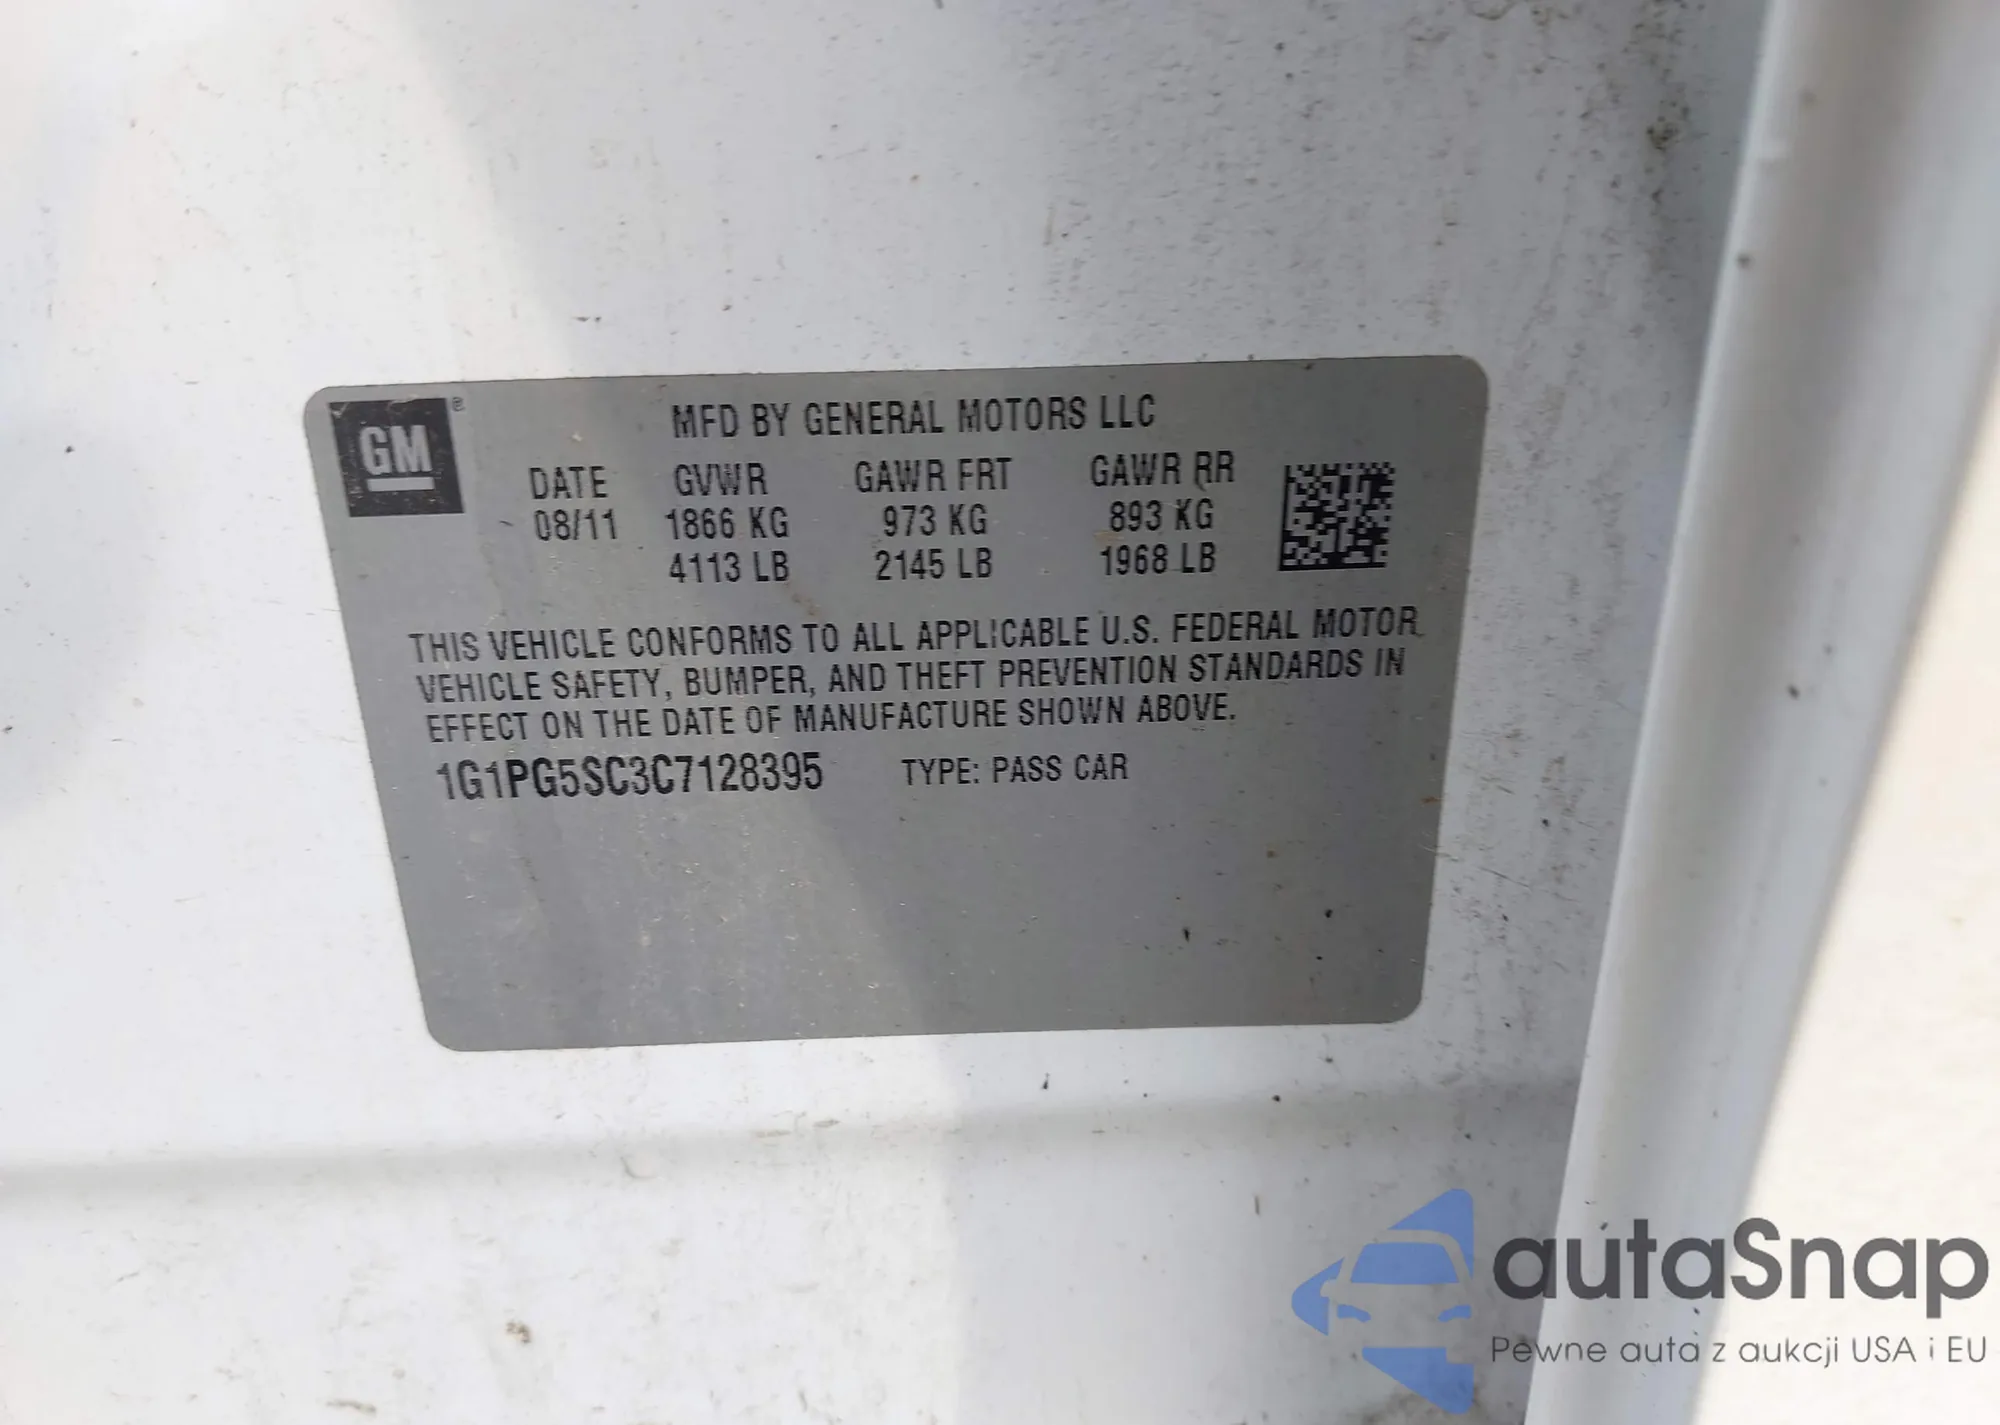 GM
MFD BY GENERAL MOTORS LLC
DATE GVWR GAWR FRT GAWR RR
08/11 1866 KG 973 KG 893 KG
4113 LB 2145 LB 1968 LB
THIS VEHICLE CONFORMS TO ALL APPLICABLE U.S. FEDERAL MOTOR
VEHICLE SAFETY, BUMPER, AND THEFT PREVENTION STANDARDS IN
EFFECT ON THE DATE OF MANUFACTURE SHOWN ABOVE.
1G1PG5SC3C7128395 TYPE: PASS CAR
autaSnap
Pewne auta z aukcji USA i EU